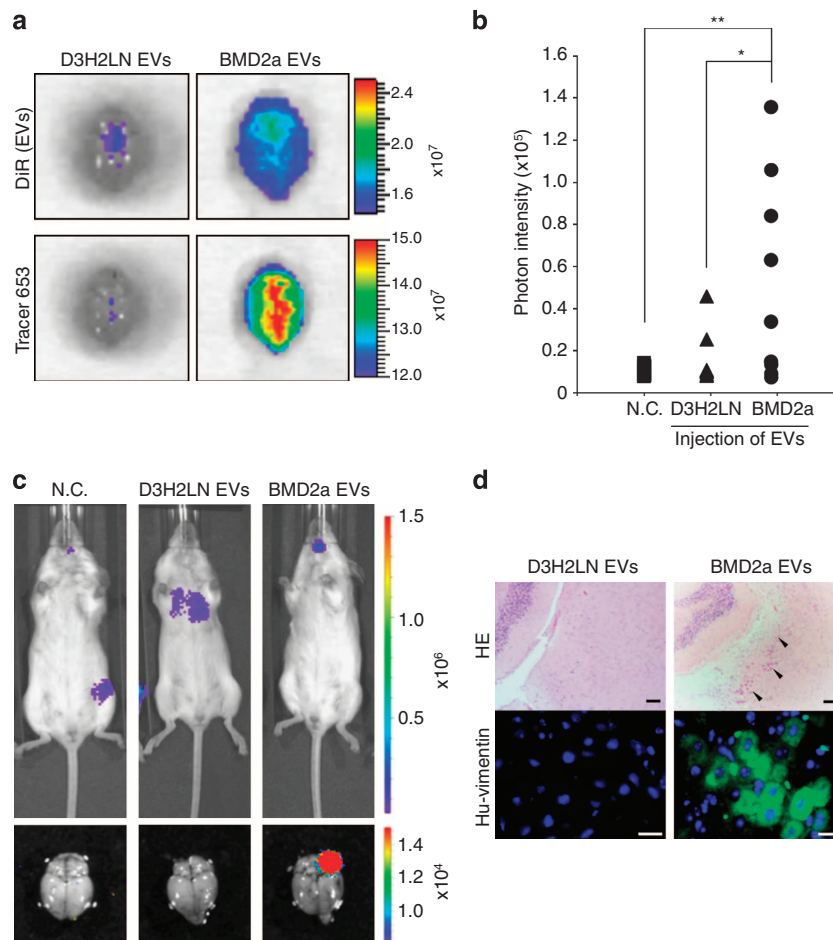 a
D3H2LN EVs BMD2a EVs
DiR (EVs)
2.4
2.0
1.6
x10⁷
Tracer 653
15.0
14.0
13.0
12.0
x10⁷
b
** 
*
Photon intensity (x10⁵)
1.6
1.4
1.2
1.0
0.6
0.4
0.2
0
N.C. D3H2LN BMD2a
Injection of EVs
c
N.C. D3H2LN EVs BMD2a EVs
1.5
1.0
0.5
x10⁶
1.4
1.2
1.0
x10⁴
d
D3H2LN EVs BMD2a EVs
HE
Hu-vimentin